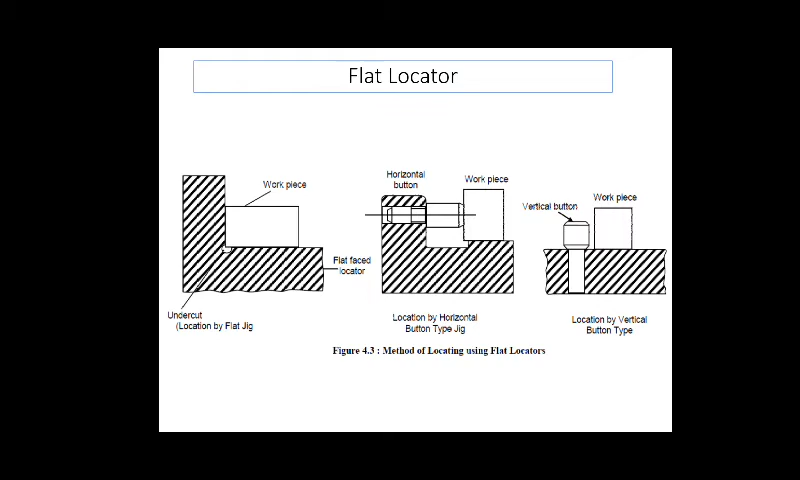 Flat Locator
Work piece
Flat faced
locator
Undercut
(Location by Flat Jig
Horizontal
button
Work piece
Location by Horizontal
Button Type Jig
Vertical button
Work piece
Location by Vertical
Button Type
Figure 4.3 : Method of Locating using Flat Locators